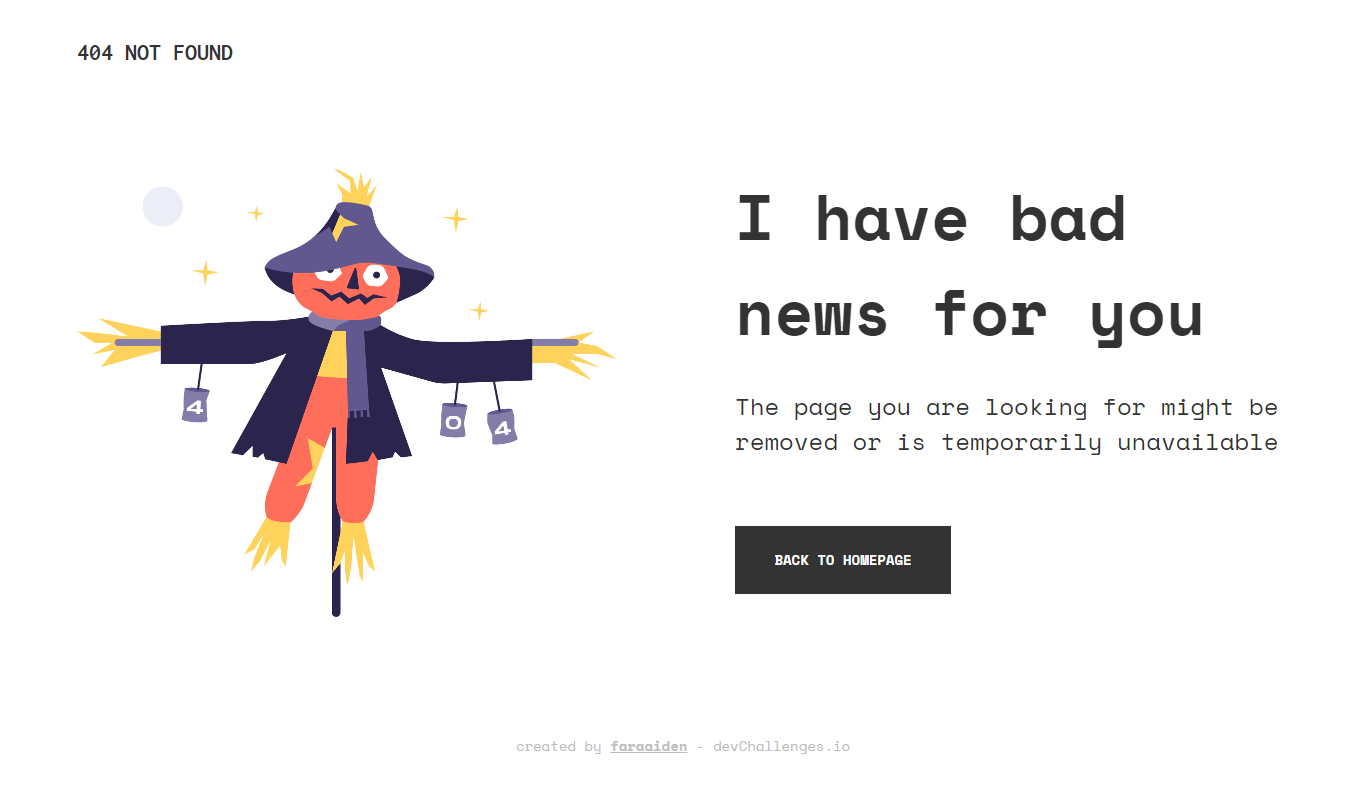 404 NOT FOUND
I have bad
news for you
The page you are looking for might be
removed or is temporarily unavailable
BACK TO HOMEPAGE
4
0
4
created by faraaiden - devChallenges.io